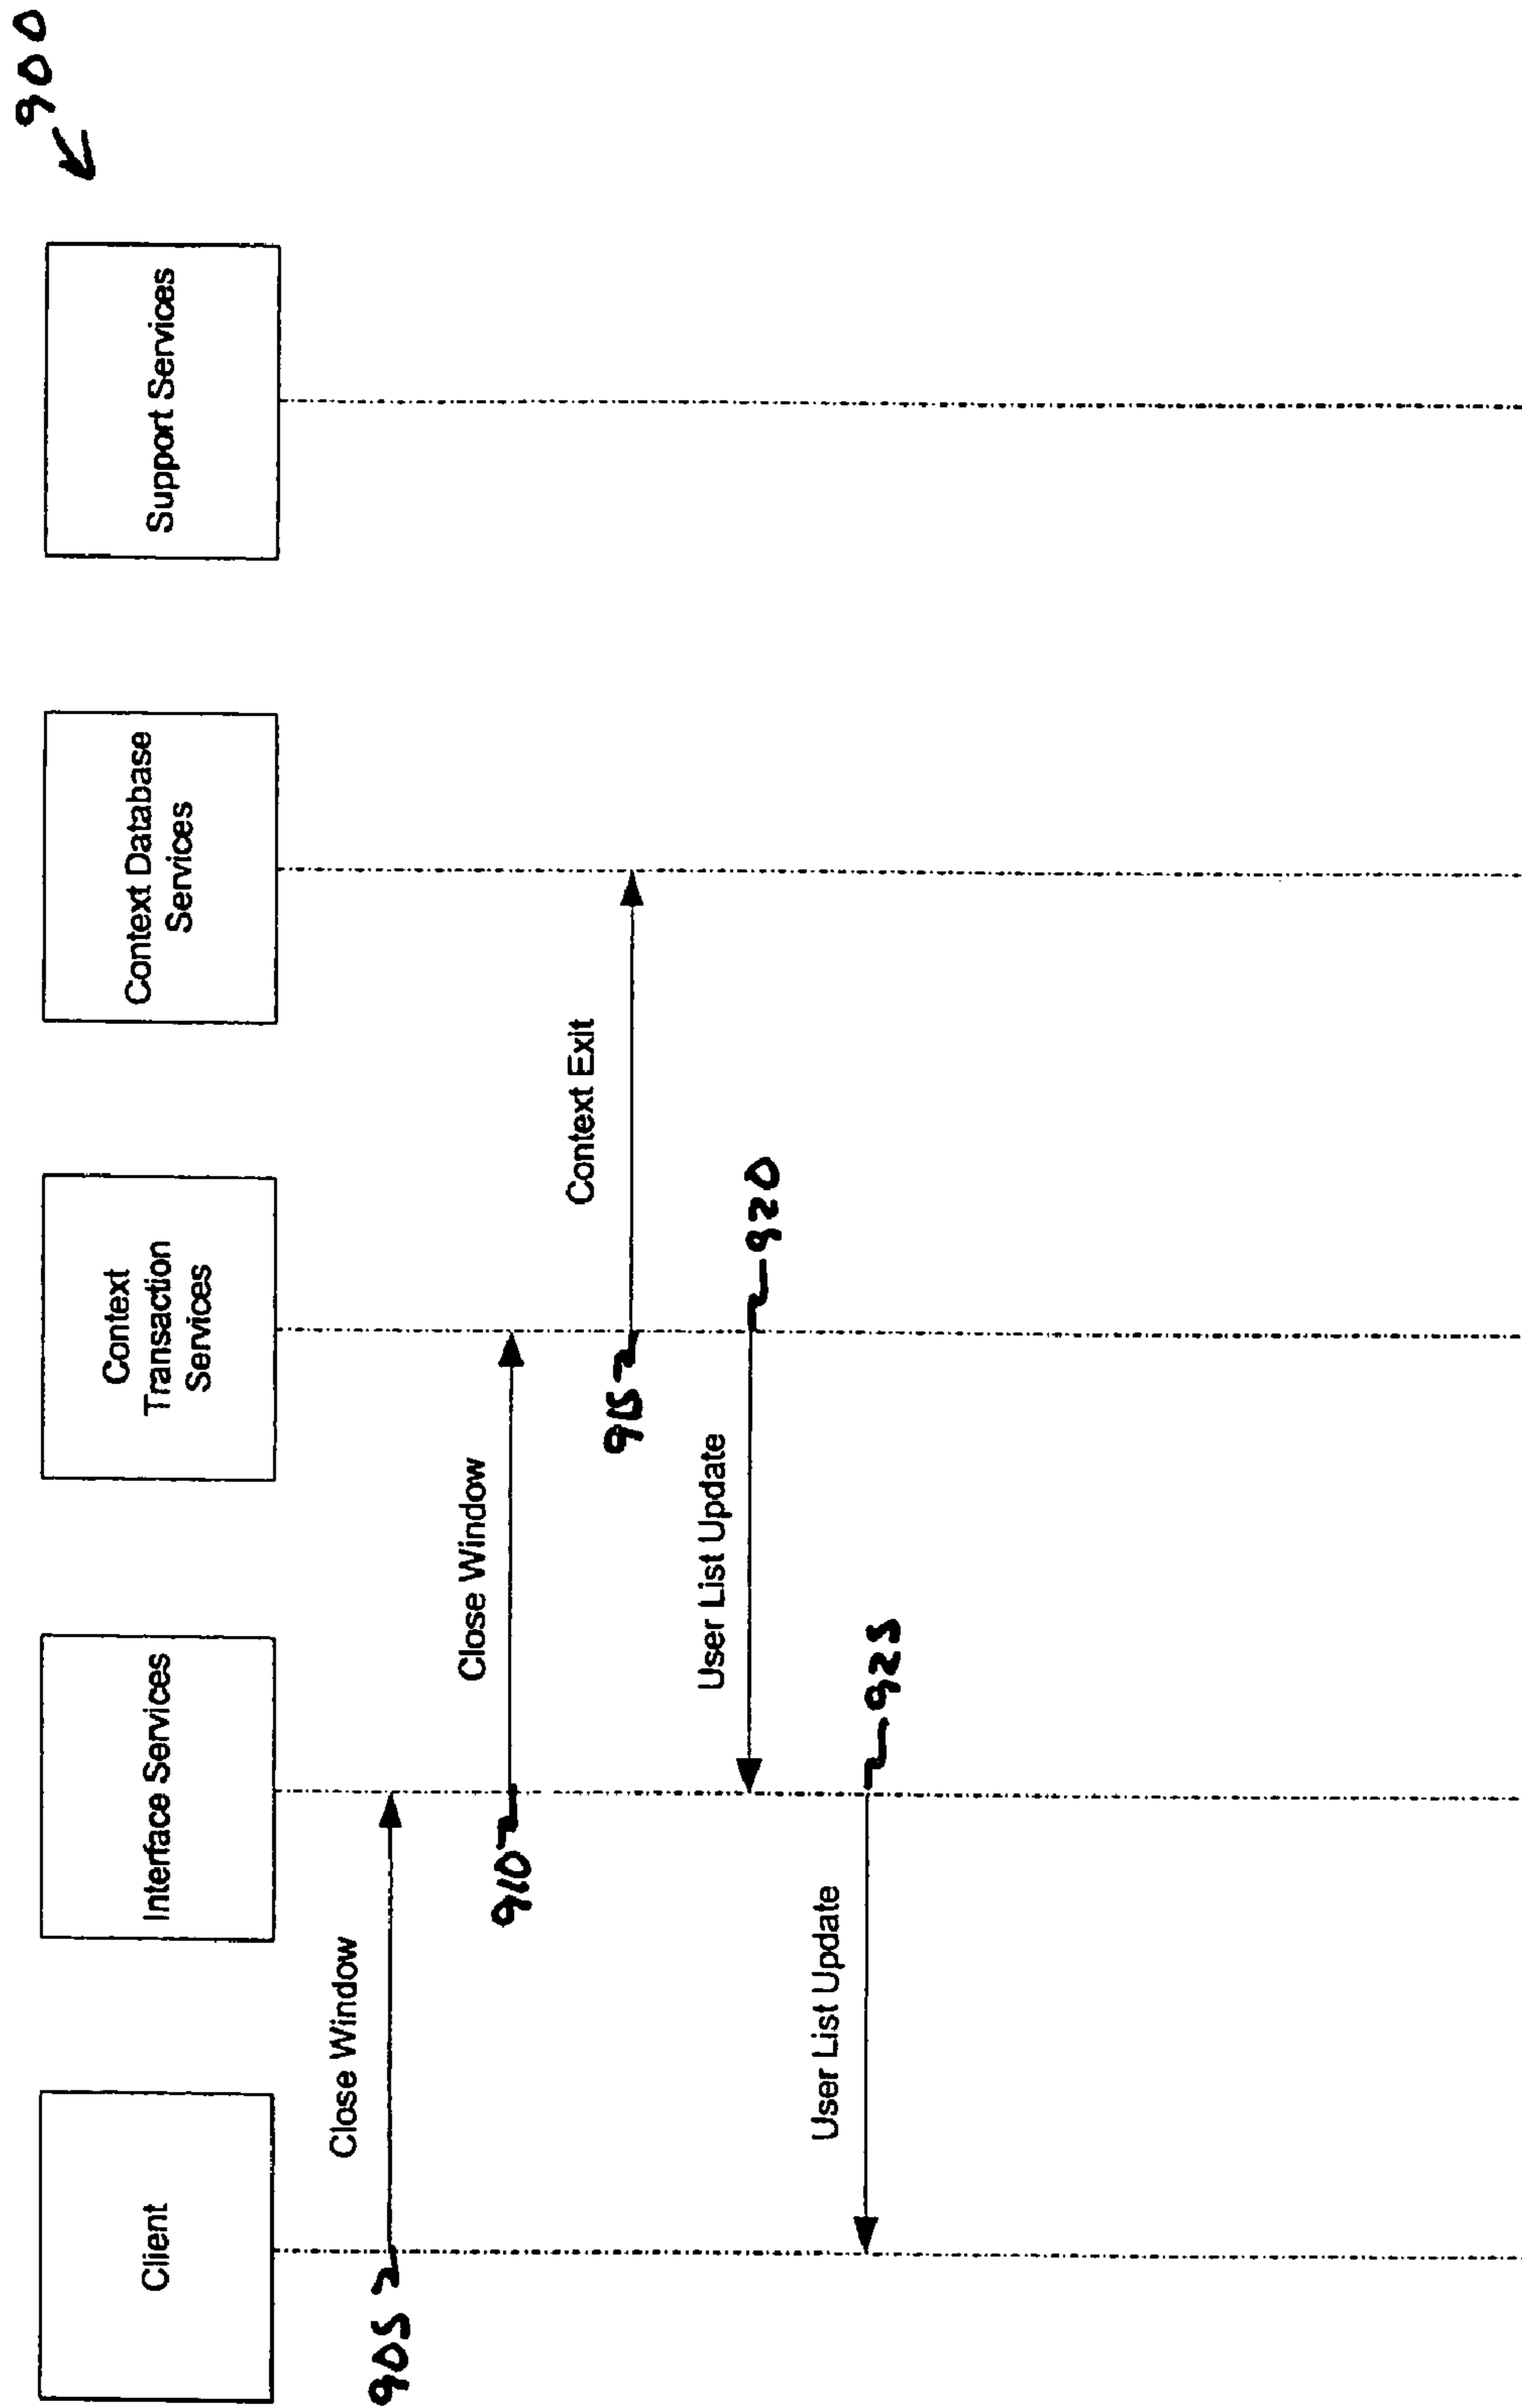 900
Client
Interface Services
Context
Transaction
Services
Context Database
Services
Support Services
Close Window
905
Close Window
910
Context Exit
915
User List Update
920
User List Update
925